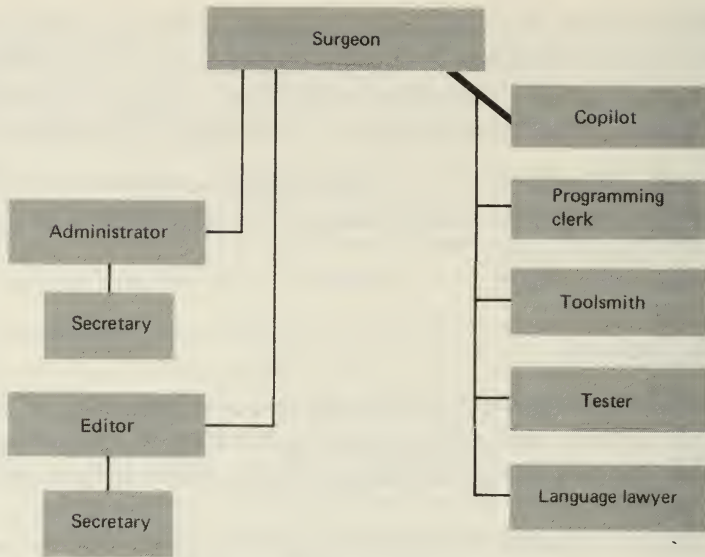 Surgeon
Copilot
Programming
clerk
Administrator
Toolsmith
Secretary
Tester
Editor
Language lawyer
Secretary